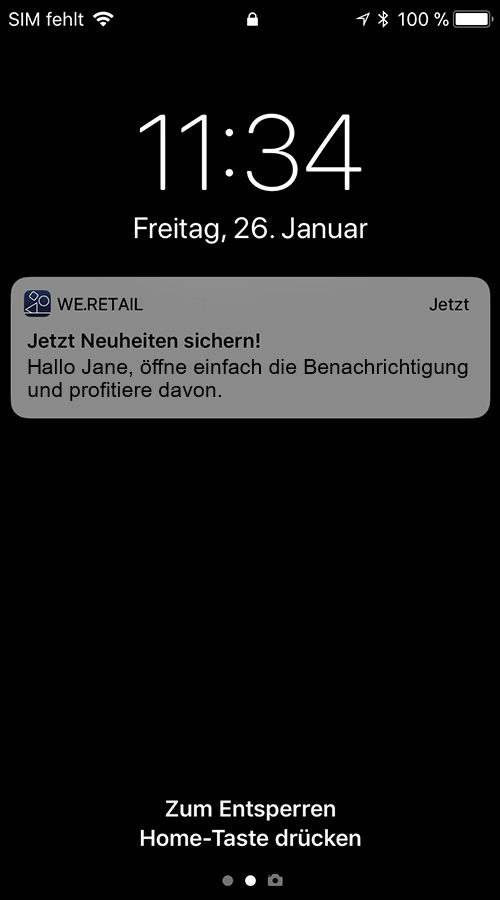 SIM fehlt 100 %
11:34
Freitag, 26. Januar
WE.RETAIL Jetzt
Jetzt Neuheiten sichern!
Hallo Jane, öffne einfach die Benachrichtigung
und profitiere davon.
Zum Entsperren
Home-Taste drücken